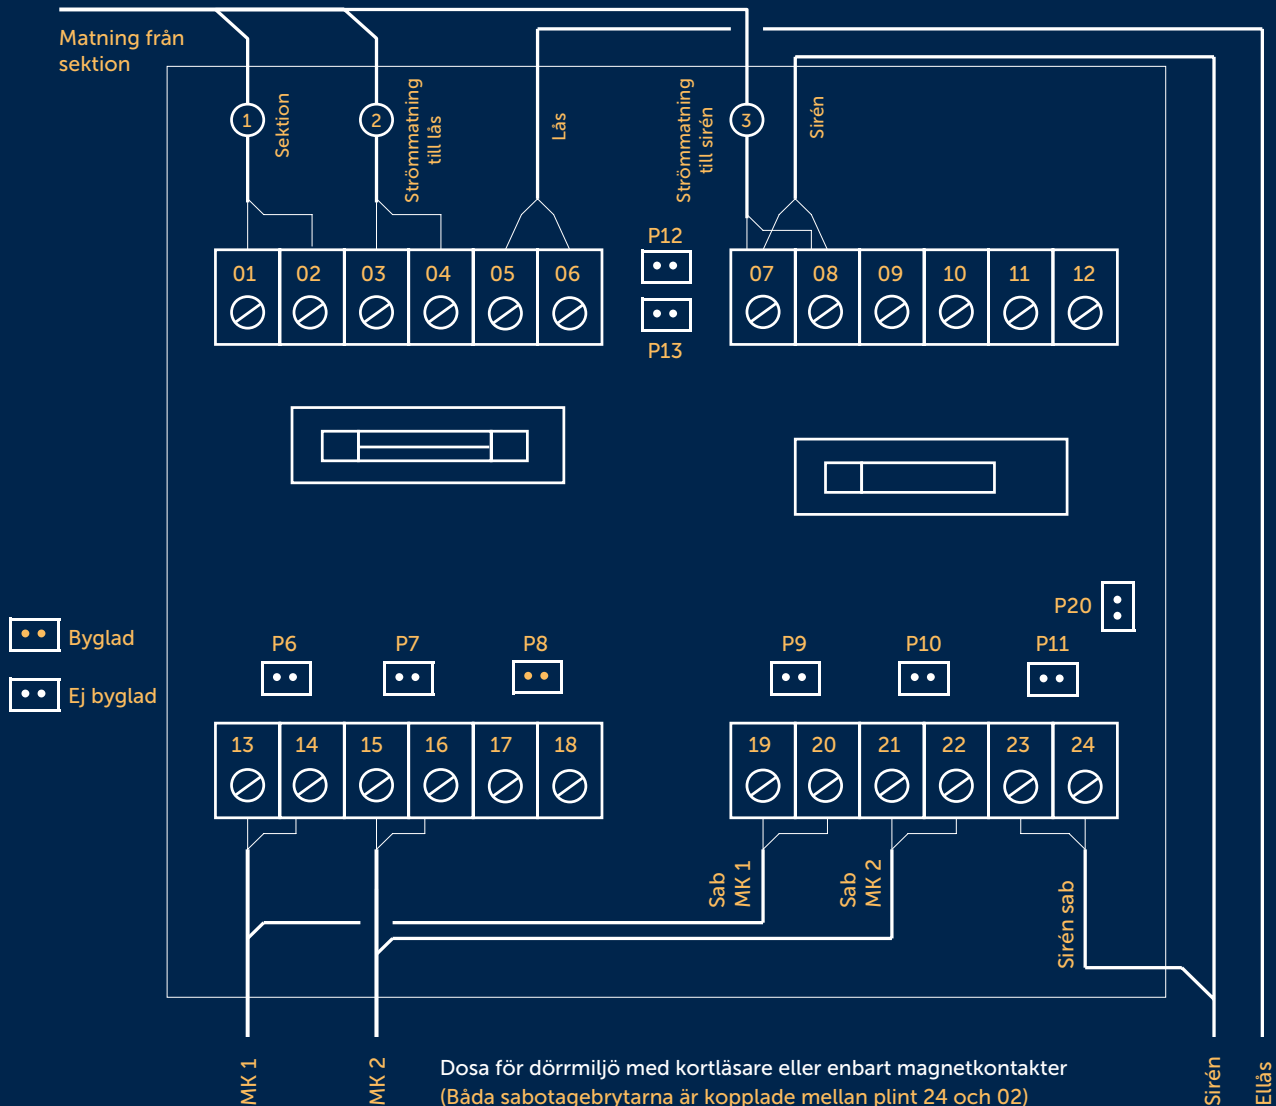 Matning från
sektion
1
Sektion
2
Strömmatning
till lås
Lås
Strömmatning
till sirén
3
Sirén
P12
01 02 03 04 05 06
07 08 09 10 11 12
P13
P20
Byglad
P6 P7 P8 P9 P10 P11
Ej byglad
13 14 15 16 17 18
19 20 21 22 23 24
Sab
MK 1
Sab
MK 2
Sirén sab
MK 1
MK 2
Dosa för dörrmiljö med kortläsare eller enbart magnetkontakter
(Båda sabotagebrytarna är kopplade mellan plint 24 och 02)
Sirén
Ellås